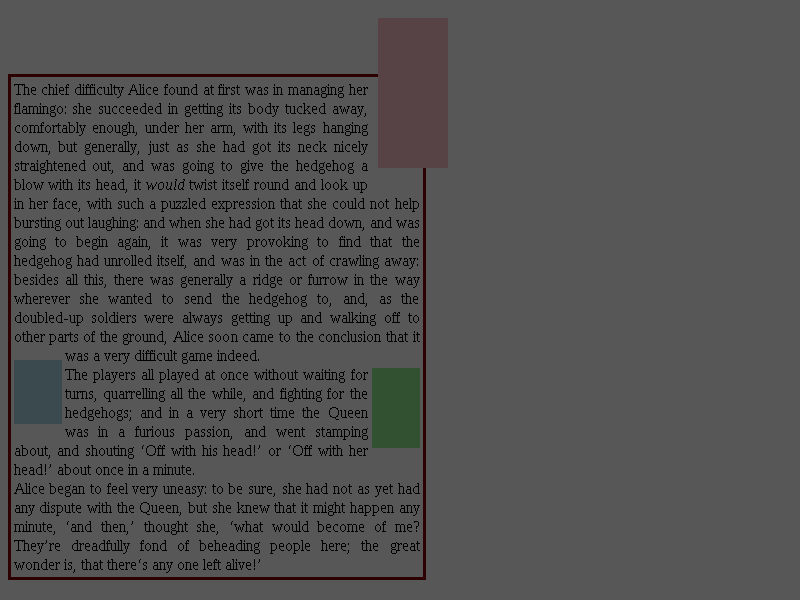 The chief difficulty Alice found at first was in managing her
flamingo: she succeeded in getting its body tucked away,
comfortably enough, under her arm, with its legs hanging
down, but generally, just as she had got its neck nicely
straightened out, and was going to give the hedgehog a
blow with its head, it would twist itself round and look up
in her face, with such a puzzled expression that she could not help
bursting out laughing: and when she had got its head down, and was
going to begin again, it was very provoking to find that the
hedgehog had unrolled itself, and was in the act of crawling away:
besides all this, there was generally a ridge or furrow in the way
wherever she wanted to send the hedgehog to, and, as the
doubled-up soldiers were always getting up and walking off to
other parts of the ground, Alice soon came to the conclusion that it
was a very difficult game indeed.
The players all played at once without waiting for
turns, quarrelling all the while, and fighting for the
hedgehogs; and in a very short time the Queen
was in a furious passion, and went stamping
about, and shouting ‘Off with his head!’ or ‘Off with her
head!’ about once in a minute.
Alice began to feel very uneasy: to be sure, she had not as yet had
any dispute with the Queen, but she knew that it might happen any
minute, ‘and then,’ thought she, ‘what would become of me?
They’re dreadfully fond of beheading people here; the great
wonder is, that there’s any one left alive!’